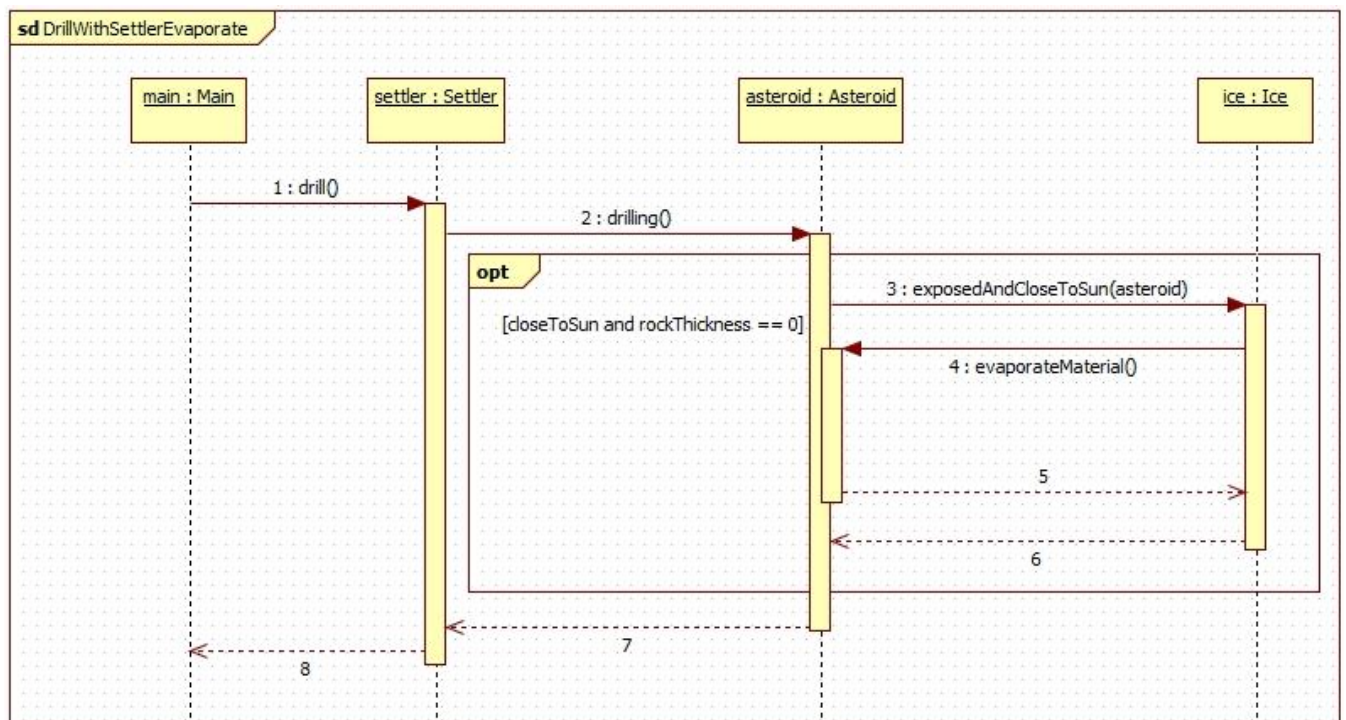 sd DrillWithSettlerEvaporate
main : Main
settler : Settler
asteroid : Asteroid
ice : Ice
1 : drill()
2 : drilling()
opt
3 : exposedAndCloseToSun(asteroid)
[closeToSun and rockThickness == 0]
4 : evaporateMaterial()
5
6
7
8